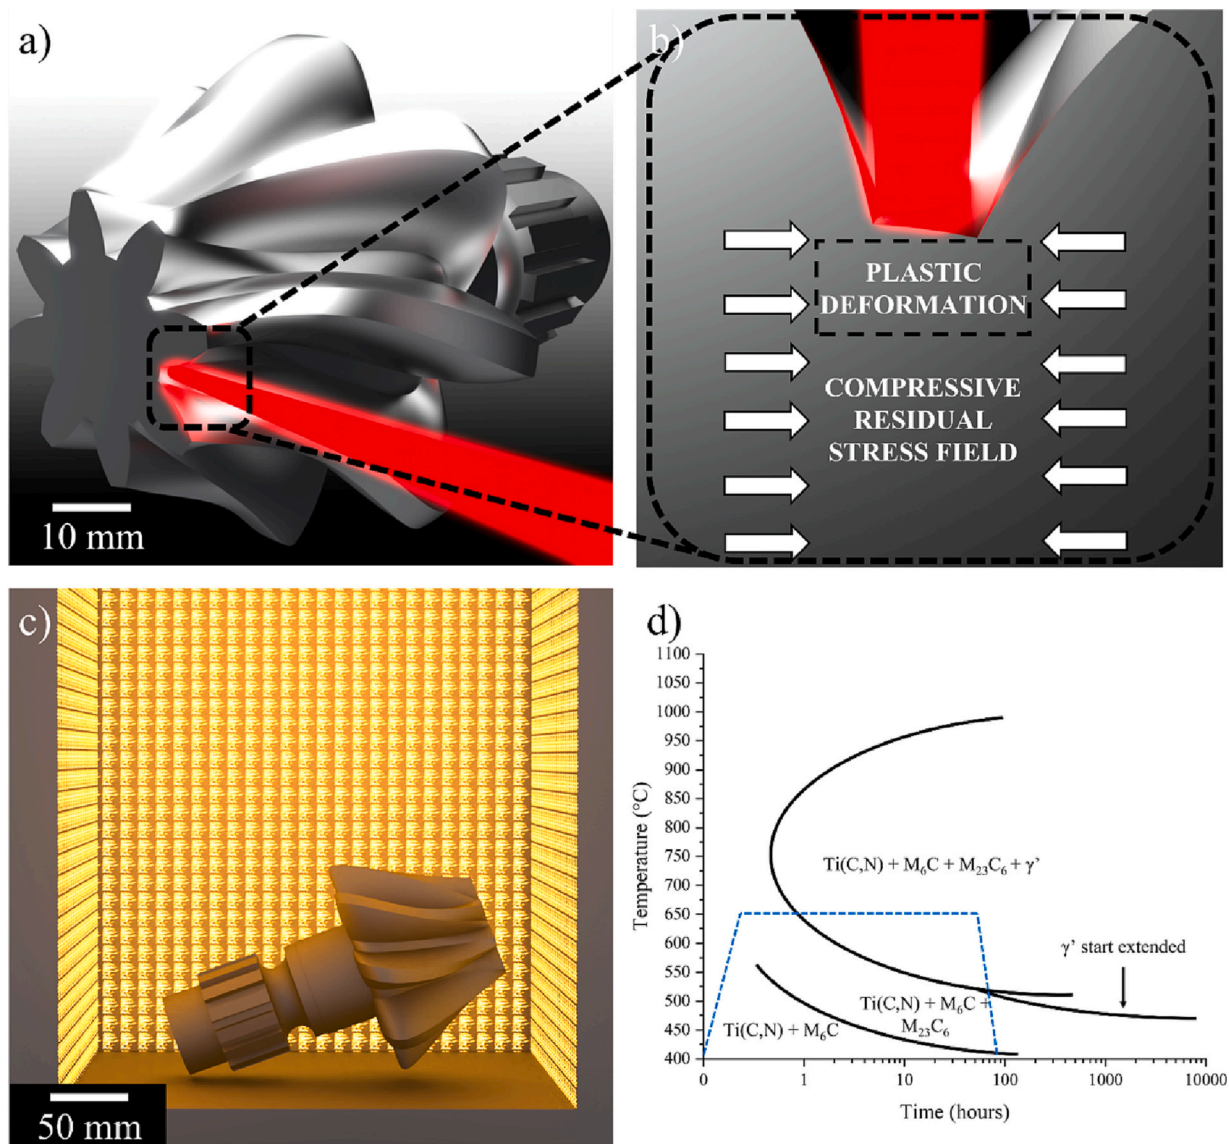 a)
10 mm
b)
PLASTIC
DEFORMATION
COMPRESSIVE
RESIDUAL
STRESS FIELD
c)
50 mm
d)
1100
1050
1000
950
900
850
800
750
700
650
600
550
500
450
400
Temperature (°C)
Ti(C,N) + M₆C + M₂₃C₆ + γ'
γ' start extended
Ti(C,N) + M₆C +
M₂₃C₆
Ti(C,N) + M₆C
0 1 10 100 1000 10000
Time (hours)